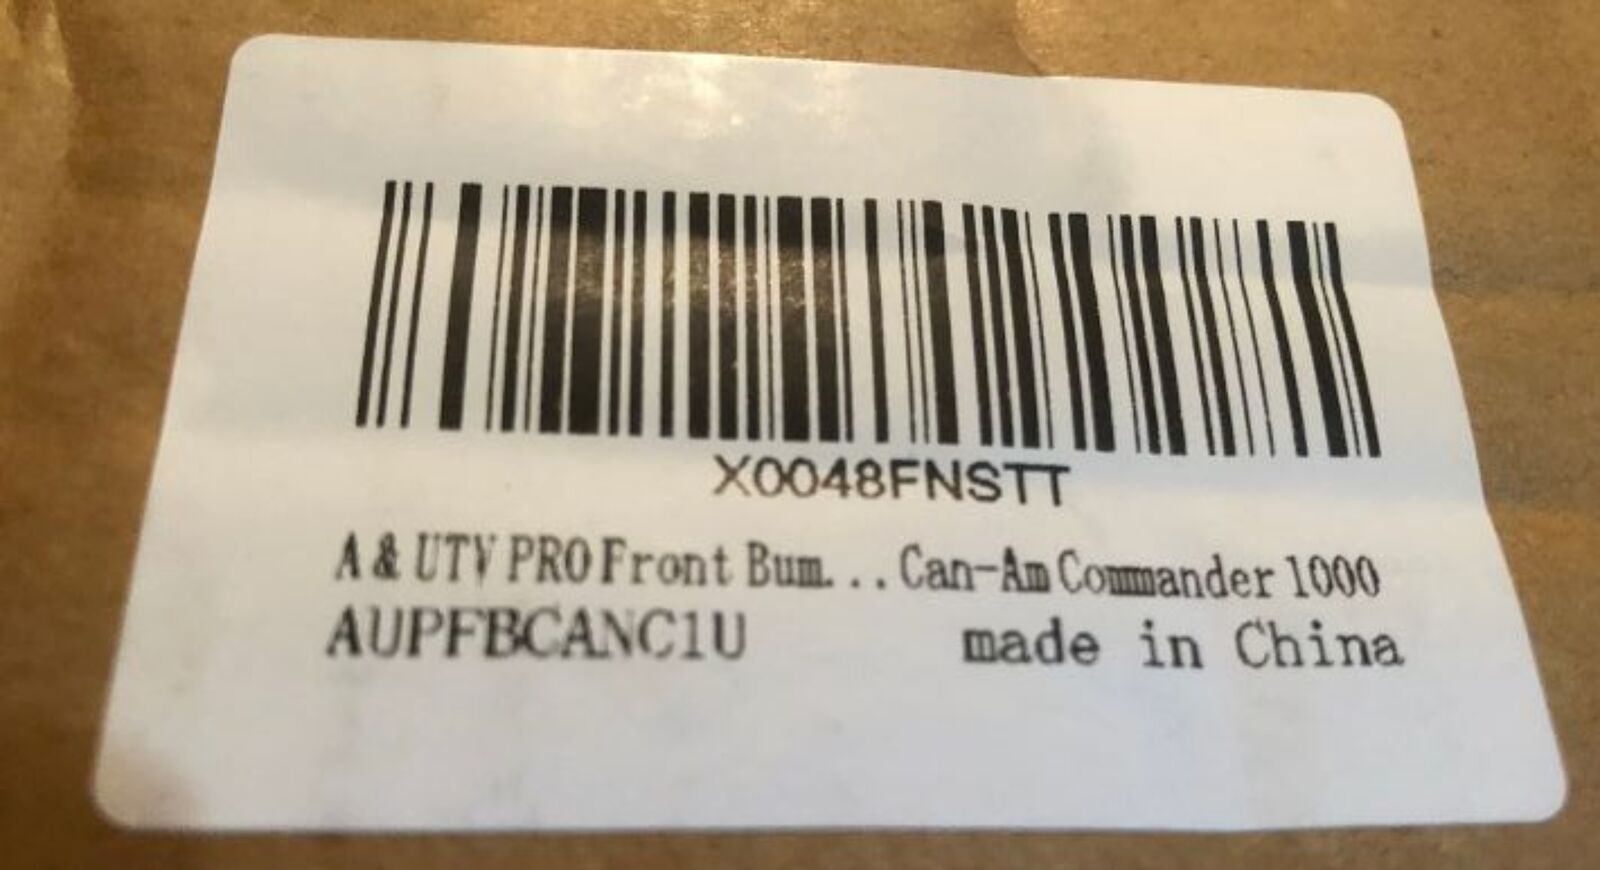 X0048FNSTT
A & UTV PRO Front Bum...Can-Am Commander 1000
AUPFBCANC1U made in China